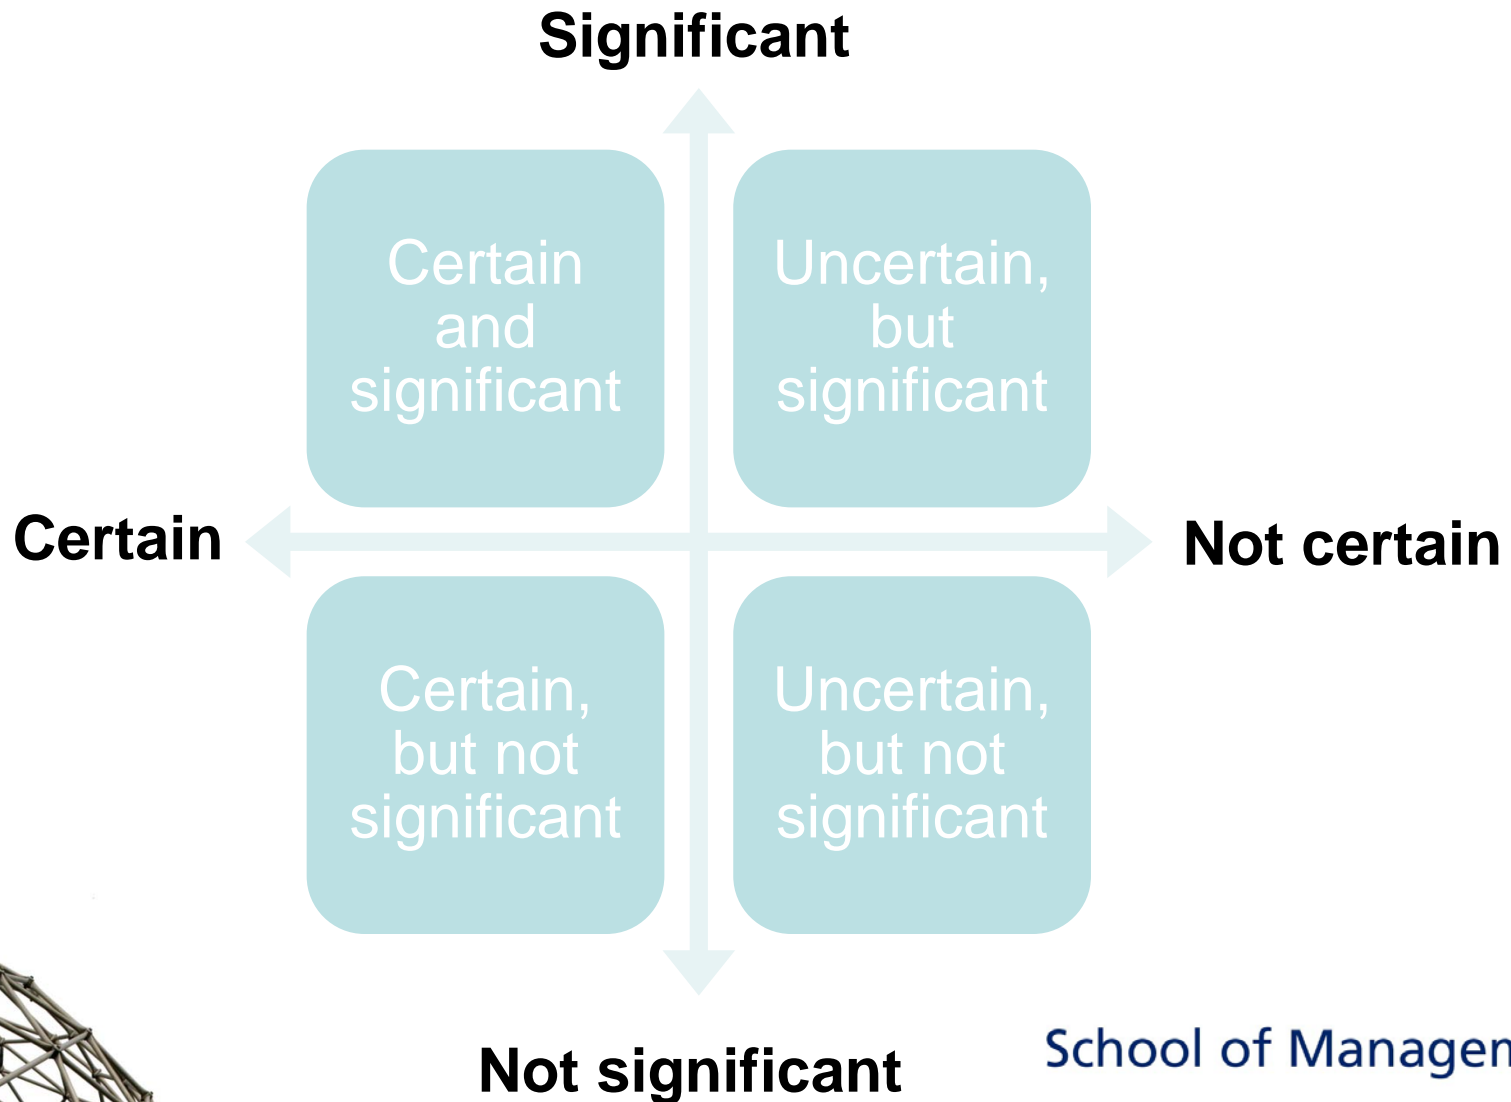 Significant
Certain
and
significant
Uncertain,
but
significant
Certain
Not certain
Certain,
but not
significant
Uncertain,
but not
significant
Not significant
School of